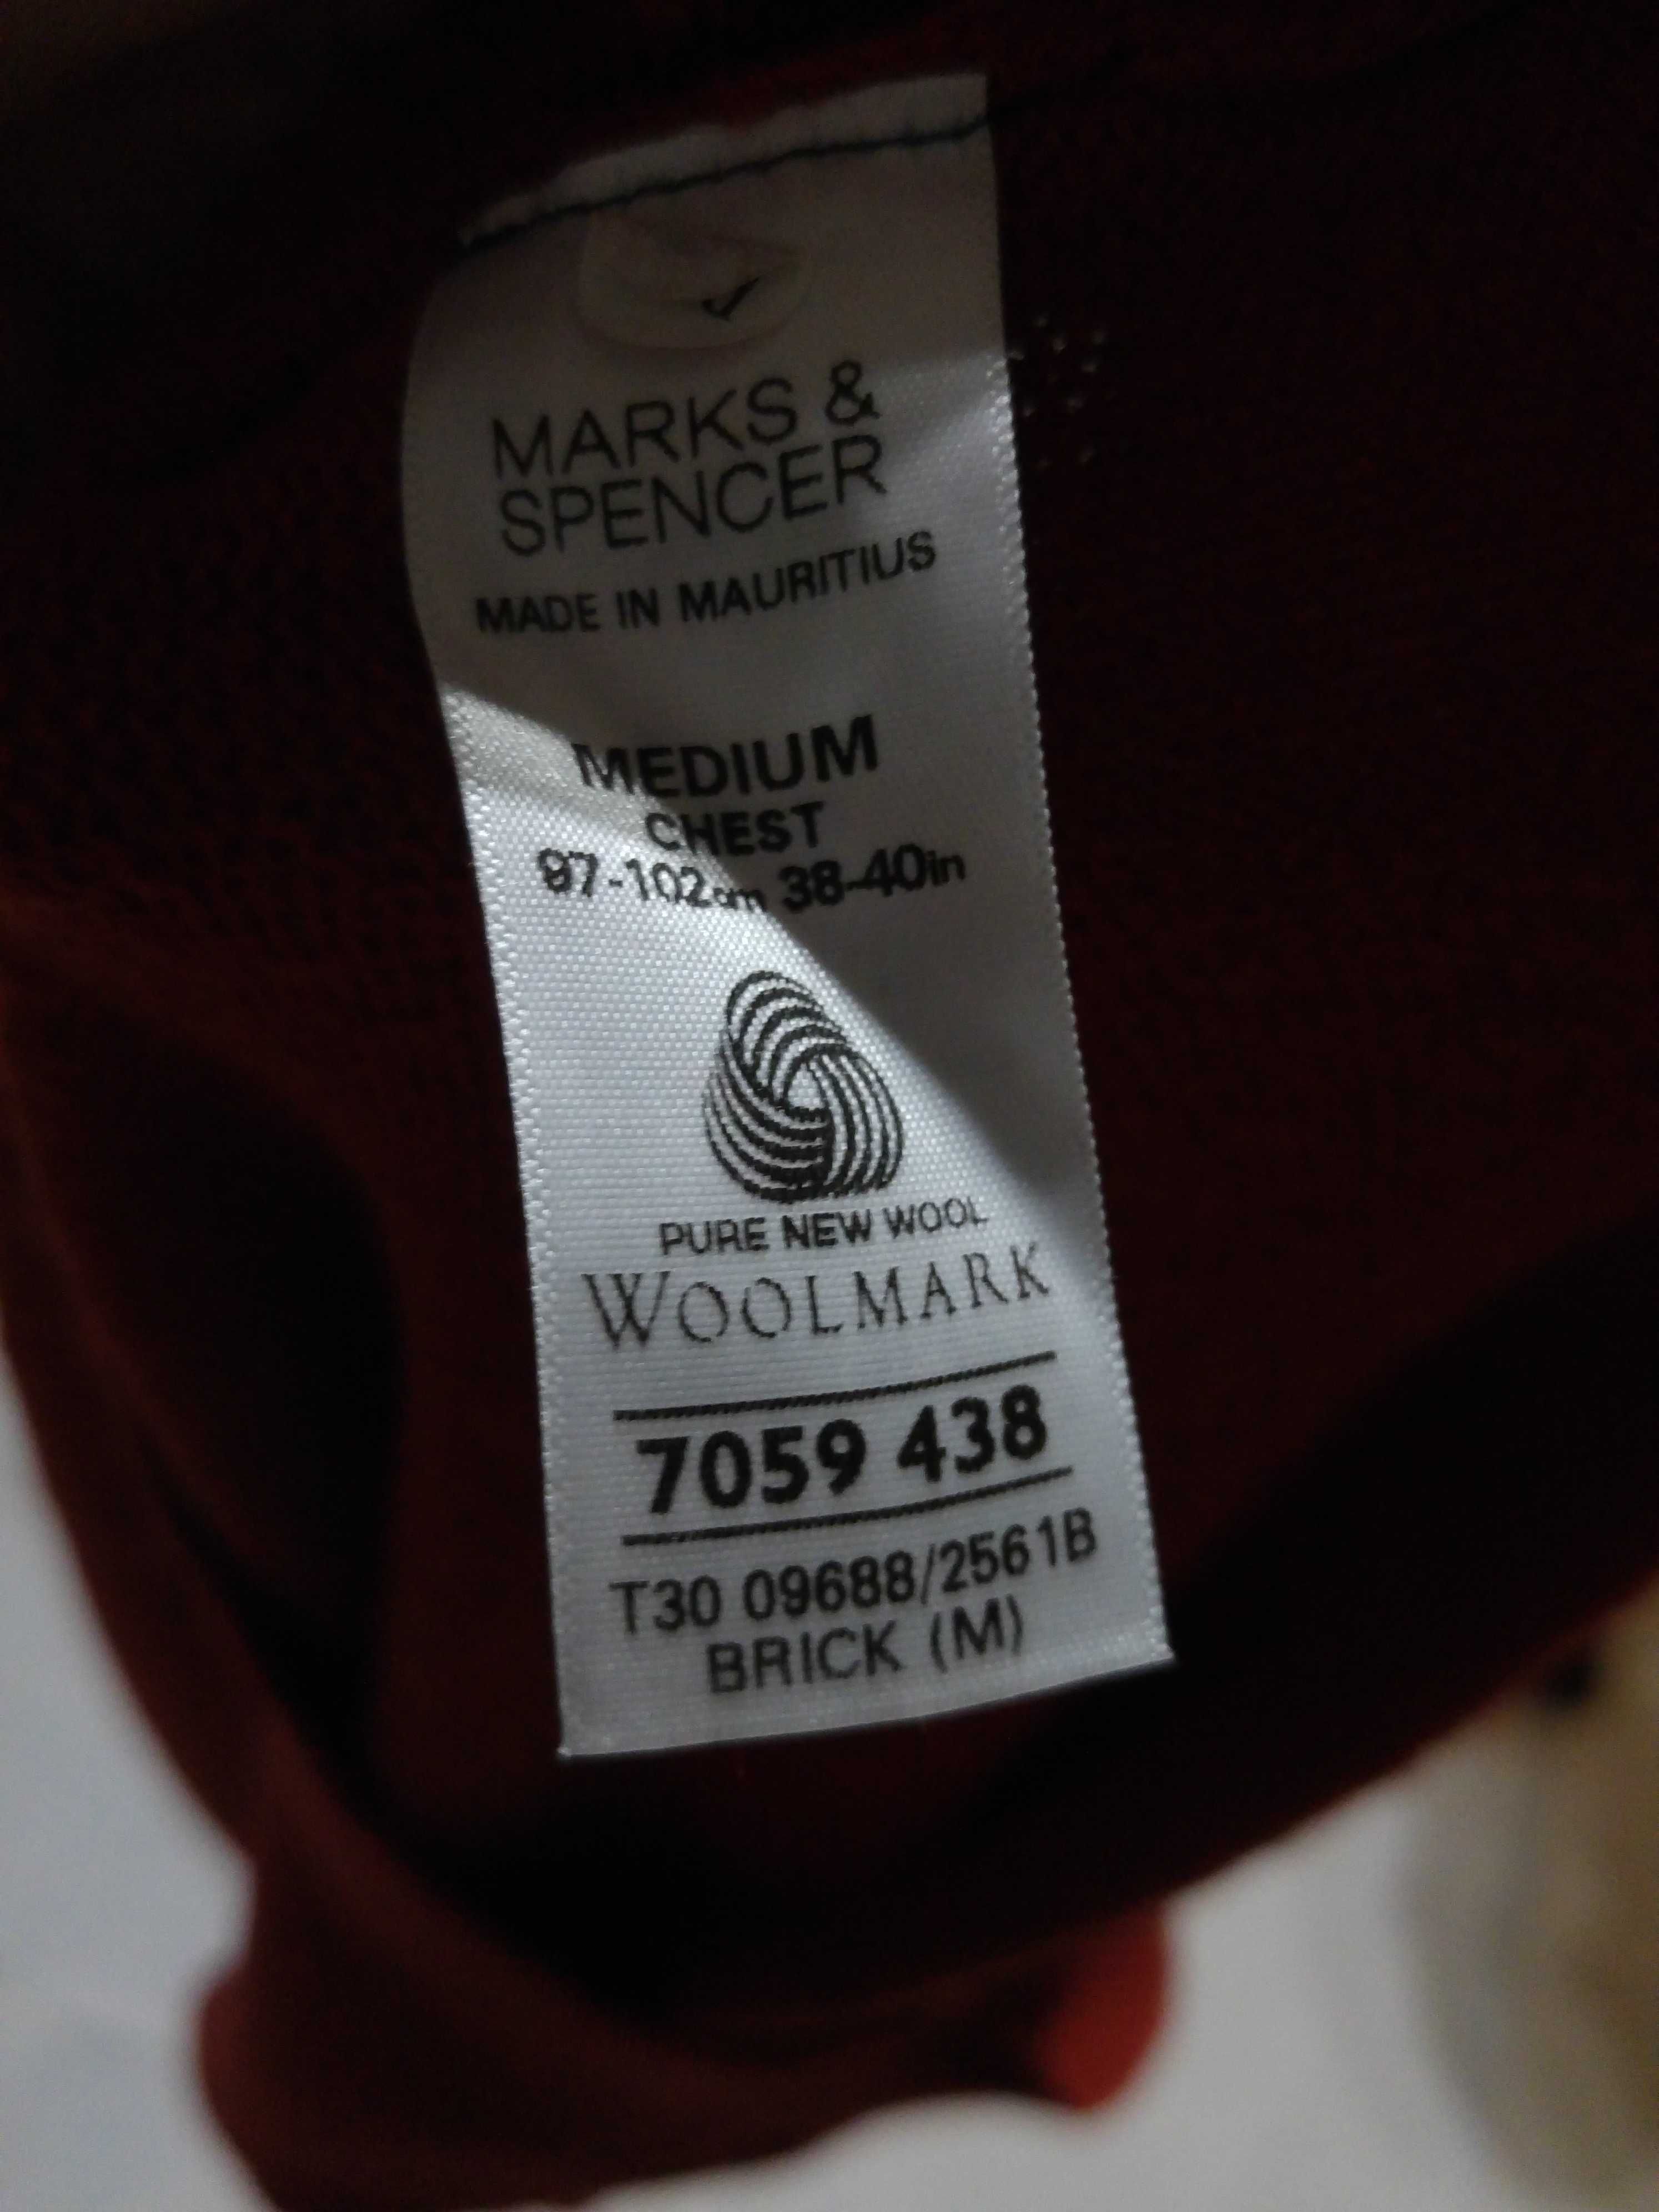 MARKS &
SPENCER
MADE IN MAURITIUS
MEDIUM
CHEST
97-102cm 38-40in
PURE NEW WOOL
WOOLMARK
7059 438
T30 09688/2561B
BRICK (M)